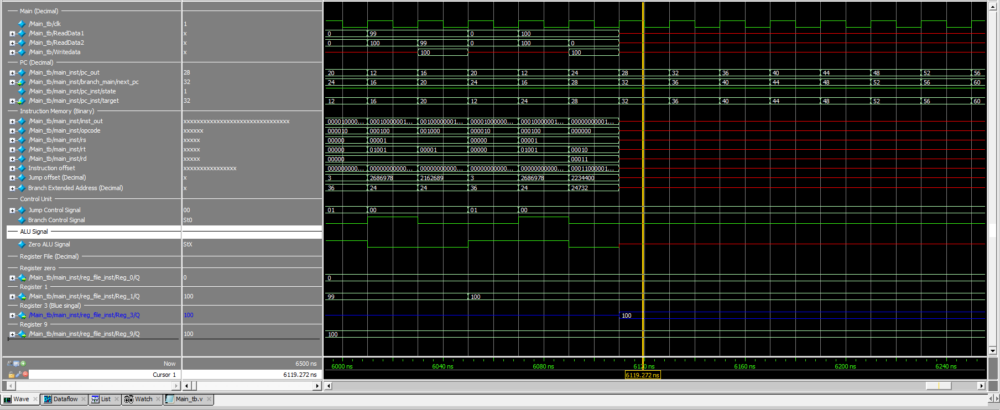 Main (Decimal)
/Main_tb/clk 1
/Main_tb/ReadData1 x 0 99 0 100
/Main_tb/ReadData2 x 0 100 99 0 100 0
/Main_tb/Writedata x 100 100
PC (Decimal)
/Main_tb/main_inst/pc_out 28 20 12 16 20 12 24 28 32 36 40 44 48 52 56
/Main_tb/main_inst/branch_main/next_pc 32 24 16 20 24 16 28 32 36 40 44 48 52 56 60
/Main_tb/main_inst/pc_inst/state 1
/Main_tb/main_inst/pc_inst/target 32 12 16 20 12 24 28 32 36 40 44 48 52 56 60
Instruction Memory (Binary)
/Main_tb/main_inst/inst_out xxxxxxxxxxxxxxxxxxxxxxxxxxxxxxxx 000010000... 00010000001... 00100000001... 000010000000... 00010000001... 00000000001...
/Main_tb/main_inst/opcode xxxxxx 000010 000100 001000 000010 000100 000000
/Main_tb/main_inst/rs xxxxx 00000 00001 00000 00001
/Main_tb/main_inst/rt xxxxx 00000 01001 00001 00000 01001 00010
/Main_tb/main_inst/rd xxxxx 00000 00011
Instruction offset xxxxxxxxxxxxxxxx 000000000... 00000000000... 0000000000... 00000000000... 00000000000... 00011000001...
Jump offset (Decimal) x 3 2686978 2162689 3 2686978 2234400
Branch Extended Address (Decimal) x 36 24 24 36 24 24732
Control Unit
Jump Control Signal 00 01 00 01 00
Branch Control Signal St0
ALU Signal
Zero ALU Signal StX
Register File (Decimal)
Register zero
/Main_tb/main_inst/reg_file_inst/Reg_0/Q 0 0
Register 1
/Main_tb/main_inst/reg_file_inst/Reg_1/Q 100 99 100
Register 3 (Blue singal)
/Main_tb/main_inst/reg_file_inst/Reg_3/Q 100 100
Register 9
/Main_tb/main_inst/reg_file_inst/Reg_9/Q 100 100
Now 6500 ns 6000 ns 6040 ns 6080 ns 6120 ns 6160 ns 6200 ns 6240 ns
Cursor 1 6119.272 ns 6119.272 ns
Wave Dataflow List Watch Main_tb.v